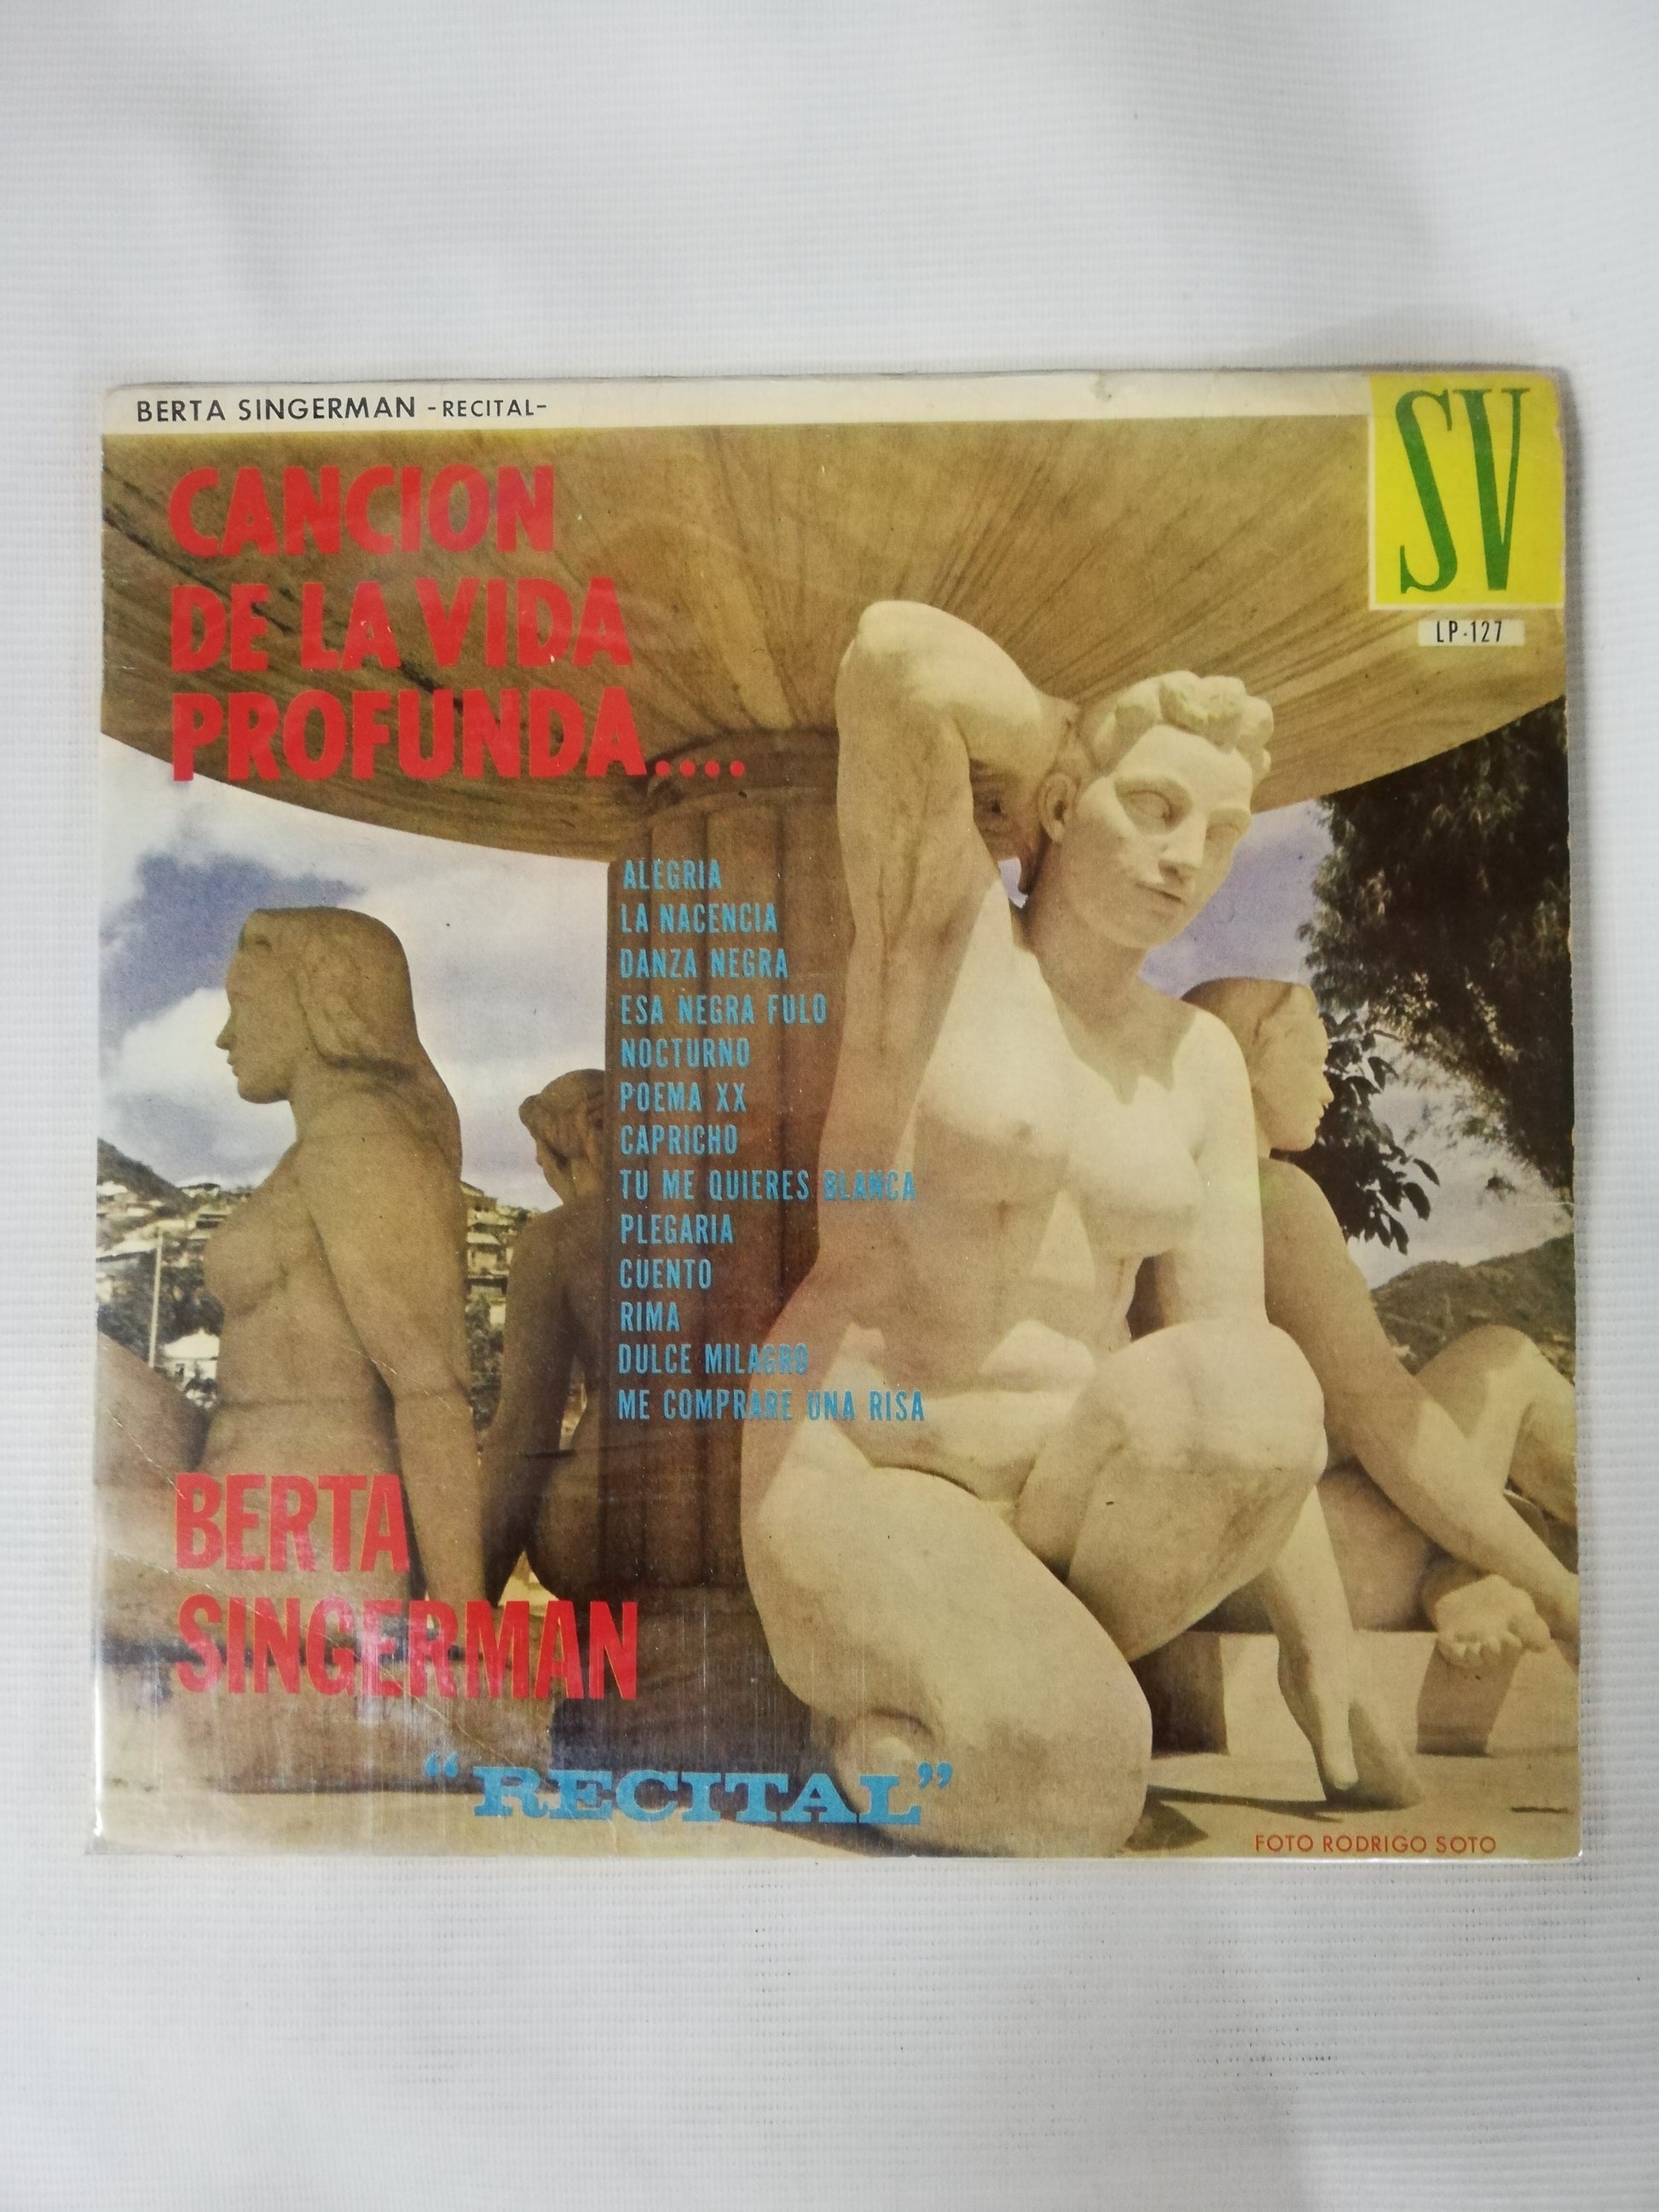 BERTA SINGERMAN -RECITAL-
SV
LP-127
CANCION
DE LA VIDA
PROFUNDA....
ALEGRIA
LA NACENCIA
DANZA NEGRA
ESA NEGRA FULO
NOCTURNO
POEMA XX
CAPRICHO
TU ME QUIERES BLANCA
PLEGARIA
CUENTO
RIMA
DULCE MILAGRO
ME COMPRARE UNA RISA
BERTA
SINGERMAN
“RECITAL”
FOTO RODRIGO SOTO